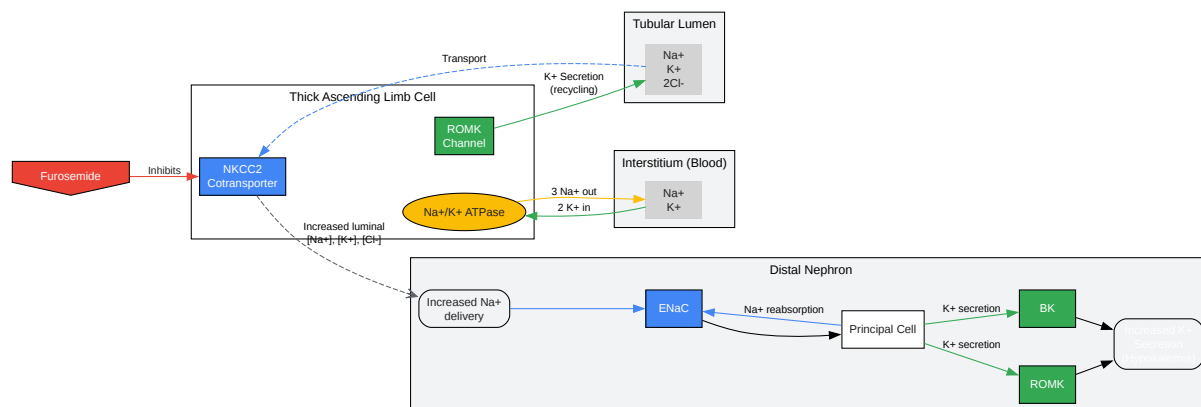 Tubular Lumen
Na+
K+
2Cl-
Transport
K+ Secretion
(recycling)
Thick Ascending Limb Cell
ROMK
Channel
Interstitium (Blood)
Furosemide
Inhibits
NKCC2
Cotransporter
Na+/K+ ATPase
3 Na+ out
2 K+ in
Na+
K+
Increased luminal
[Na+], [K+], [Cl-]
Distal Nephron
Increased Na+
delivery
ENaC
Na+ reabsorption
Principal Cell
K+ secretion
BK
K+ secretion
ROMK
Increased K+
Secretion
(Hypokalemia)